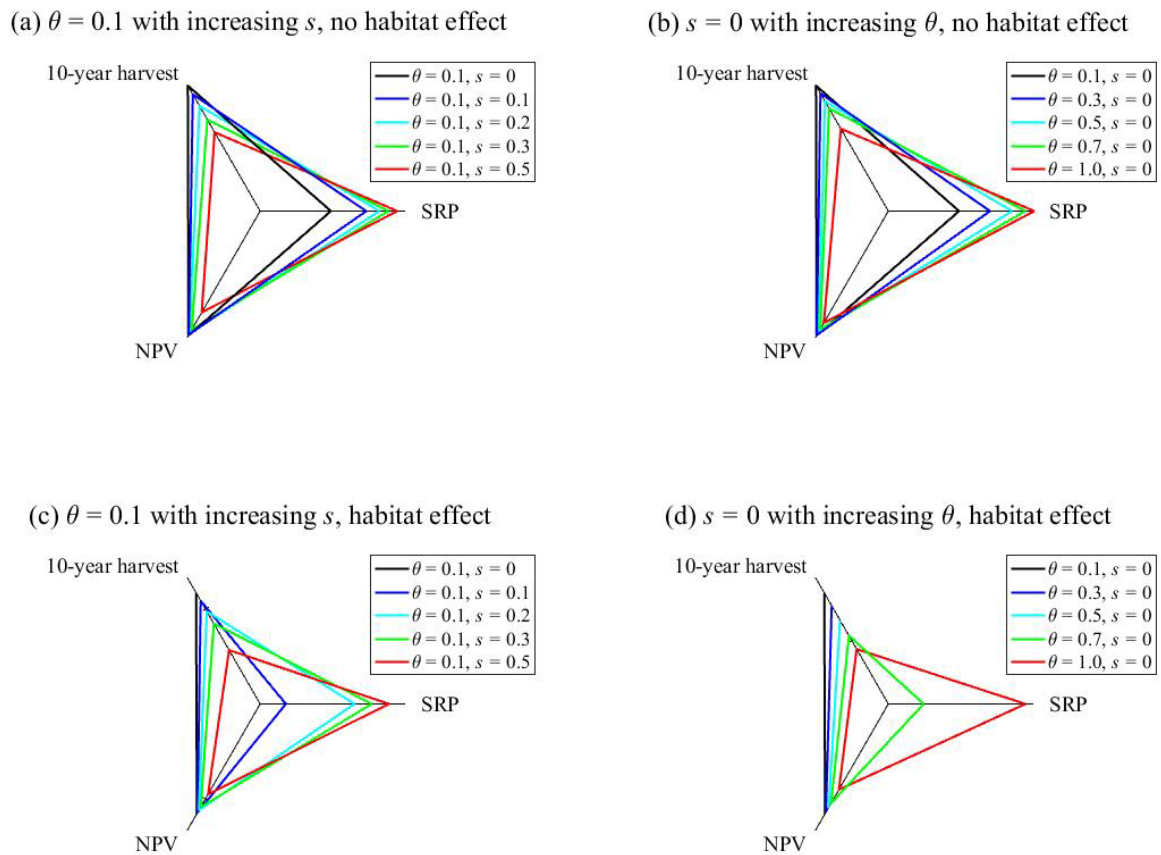 (a) θ = 0.1 with increasing s, no habitat effect
10-year harvest
θ = 0.1, s = 0
θ = 0.1, s = 0.1
θ = 0.1, s = 0.2
θ = 0.1, s = 0.3
θ = 0.1, s = 0.5
SRP
NPV
(b) s = 0 with increasing θ, no habitat effect
10-year harvest
θ = 0.1, s = 0
θ = 0.3, s = 0
θ = 0.5, s = 0
θ = 0.7, s = 0
θ = 1.0, s = 0
SRP
NPV
(c) θ = 0.1 with increasing s, habitat effect
10-year harvest
θ = 0.1, s = 0
θ = 0.1, s = 0.1
θ = 0.1, s = 0.2
θ = 0.1, s = 0.3
θ = 0.1, s = 0.5
SRP
NPV
(d) s = 0 with increasing θ, habitat effect
10-year harvest
θ = 0.1, s = 0
θ = 0.3, s = 0
θ = 0.5, s = 0
θ = 0.7, s = 0
θ = 1.0, s = 0
SRP
NPV